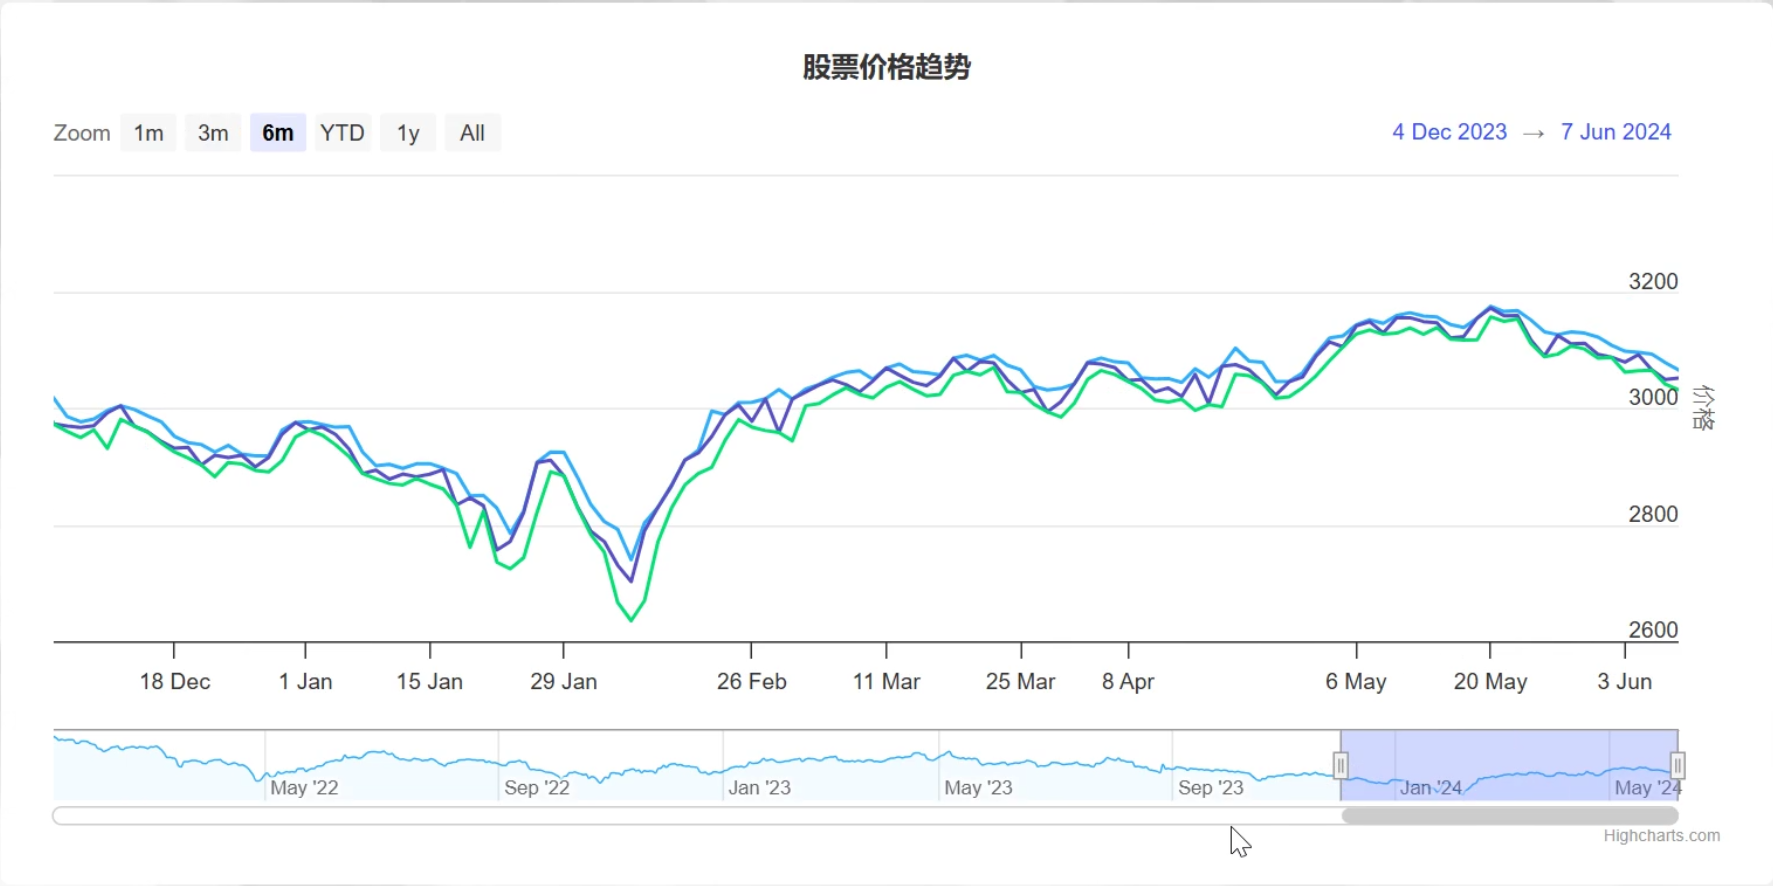 股票价格趋势
Zoom 1m 3m 6m YTD 1y All 4 Dec 2023 → 7 Jun 2024
3200
3000
2800
2600
价格
18 Dec 1 Jan 15 Jan 29 Jan 26 Feb 11 Mar 25 Mar 8 Apr 6 May 20 May 3 Jun
May '22 Sep '22 Jan '23 May '23 Sep '23 Jan '24 May '24
Highcharts.com